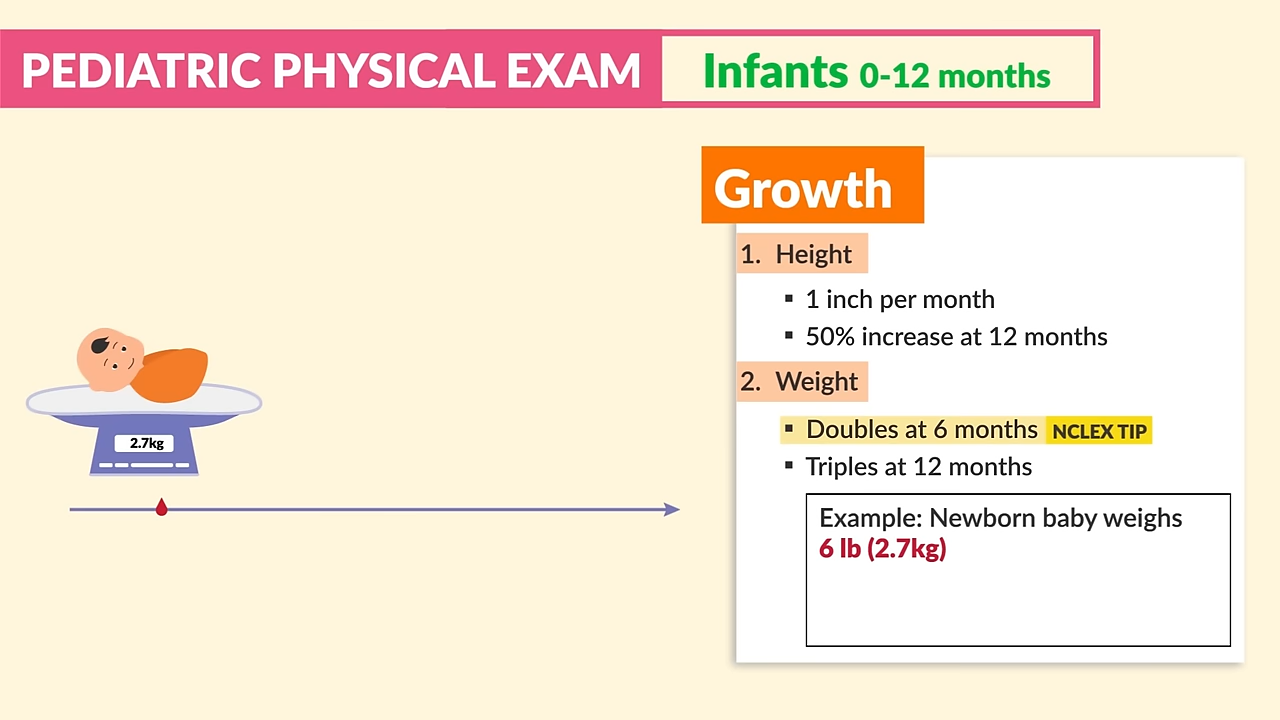 PEDIATRIC PHYSICAL EXAM
Infants 0-12 months
Growth
1. Height
▪ 1 inch per month
▪ 50% increase at 12 months
2. Weight
▪ Doubles at 6 months NCLEX TIP
▪ Triples at 12 months
Example: Newborn baby weighs
6 lb (2.7kg)
2.7kg